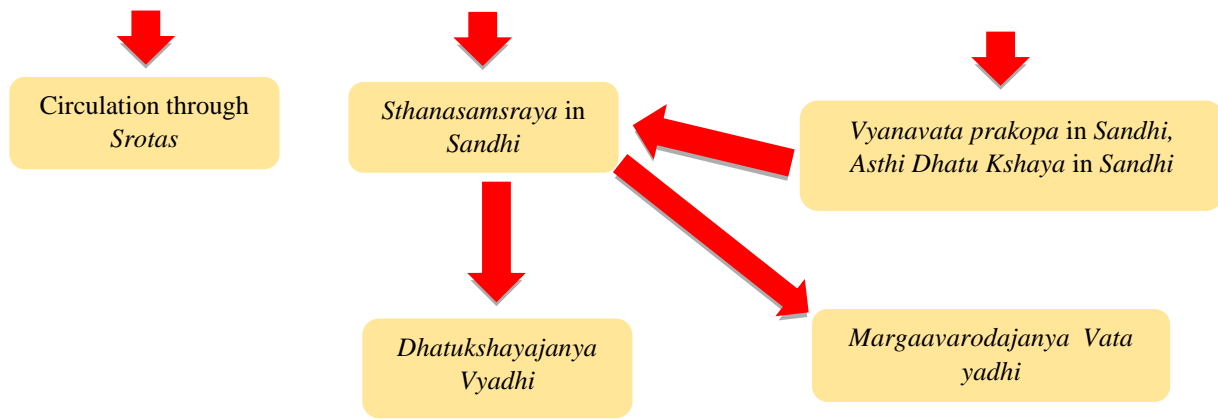 Circulation through
Srotas
Sthanasamsraya in
Sandhi
Vyanavata prakopa in Sandhi,
Asthi Dhatu Kshaya in Sandhi
Dhatukshayajanya
Vyadhi
Margaavarodajanya Vata
yadhi